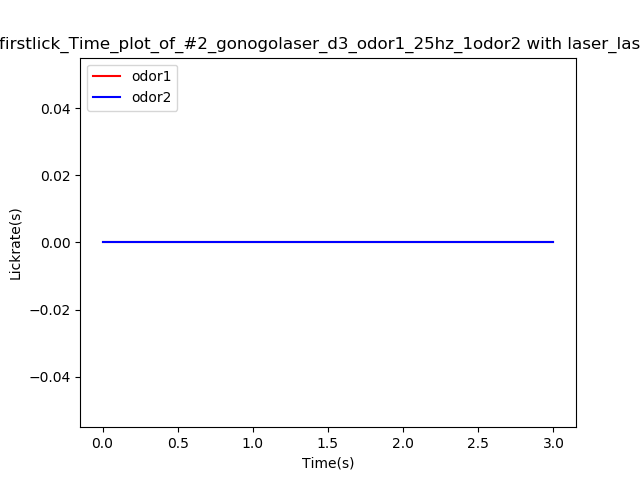 firstlick_Time_plot_of_#2_gonogolaser_d3_odor1_25hz_1odor2 with laser_las
odor1
odor2
0.04
0.02
0.00
−0.02
−0.04
Lickrate(s)
0.0 0.5 1.0 1.5 2.0 2.5 3.0
Time(s)